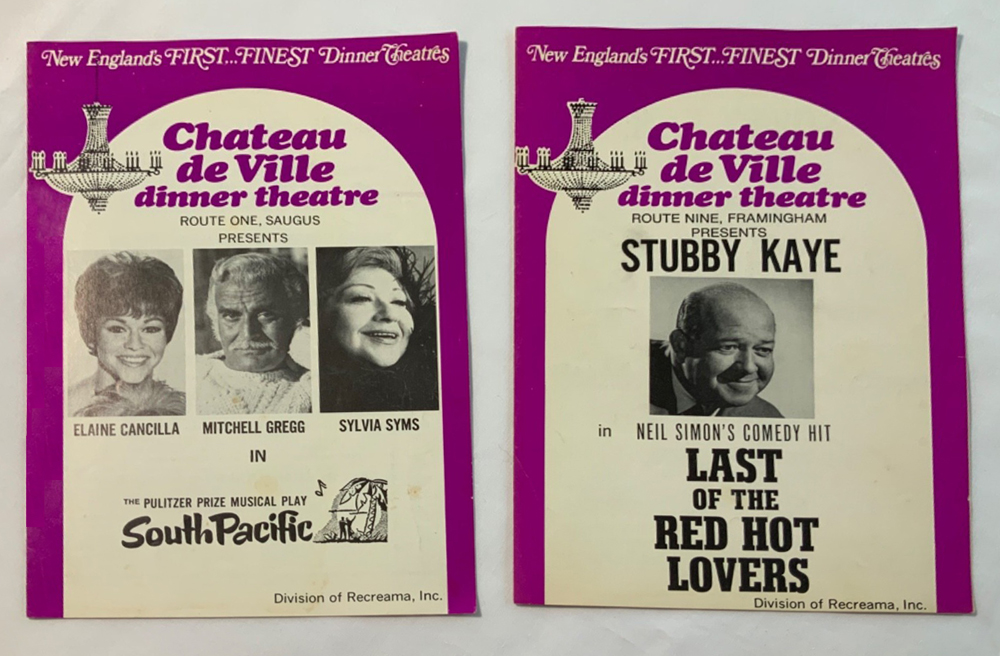 New England's FIRST...FINEST Dinner Theatres
Chateau
de Ville
dinner theatre
ROUTE ONE, SAUGUS
PRESENTS
ELAINE CANCILLA MITCHELL GREGG SYLVIA SYMS
IN
THE PULITZER PRIZE MUSICAL PLAY
South Pacific
Division of Recreama, Inc.
New England's FIRST...FINEST Dinner Theatres
Chateau
de Ville
dinner theatre
ROUTE NINE, FRAMINGHAM
PRESENTS
STUBBY KAYE
in NEIL SIMON'S COMEDY HIT
LAST
OF THE
RED HOT
LOVERS
Division of Recreama, Inc.